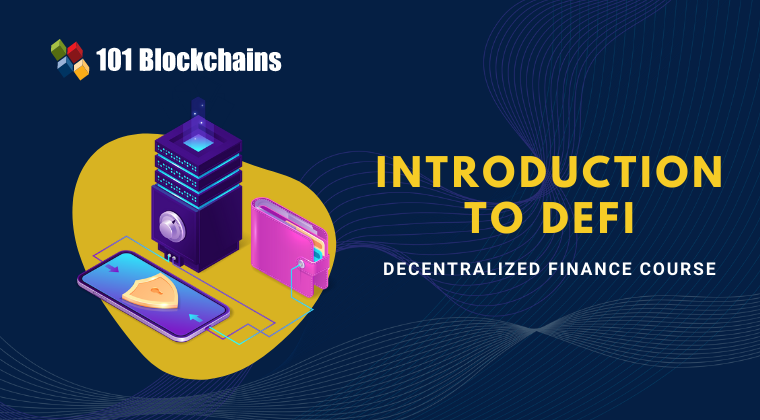 101 Blockchains
INTRODUCTION
TO DEFI
DECENTRALIZED FINANCE COURSE